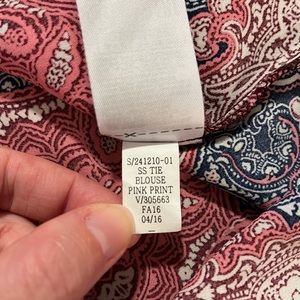 S/241210-01
SS TIE
BLOUSE
PINK PRINT
V/305663
FA16
04/16